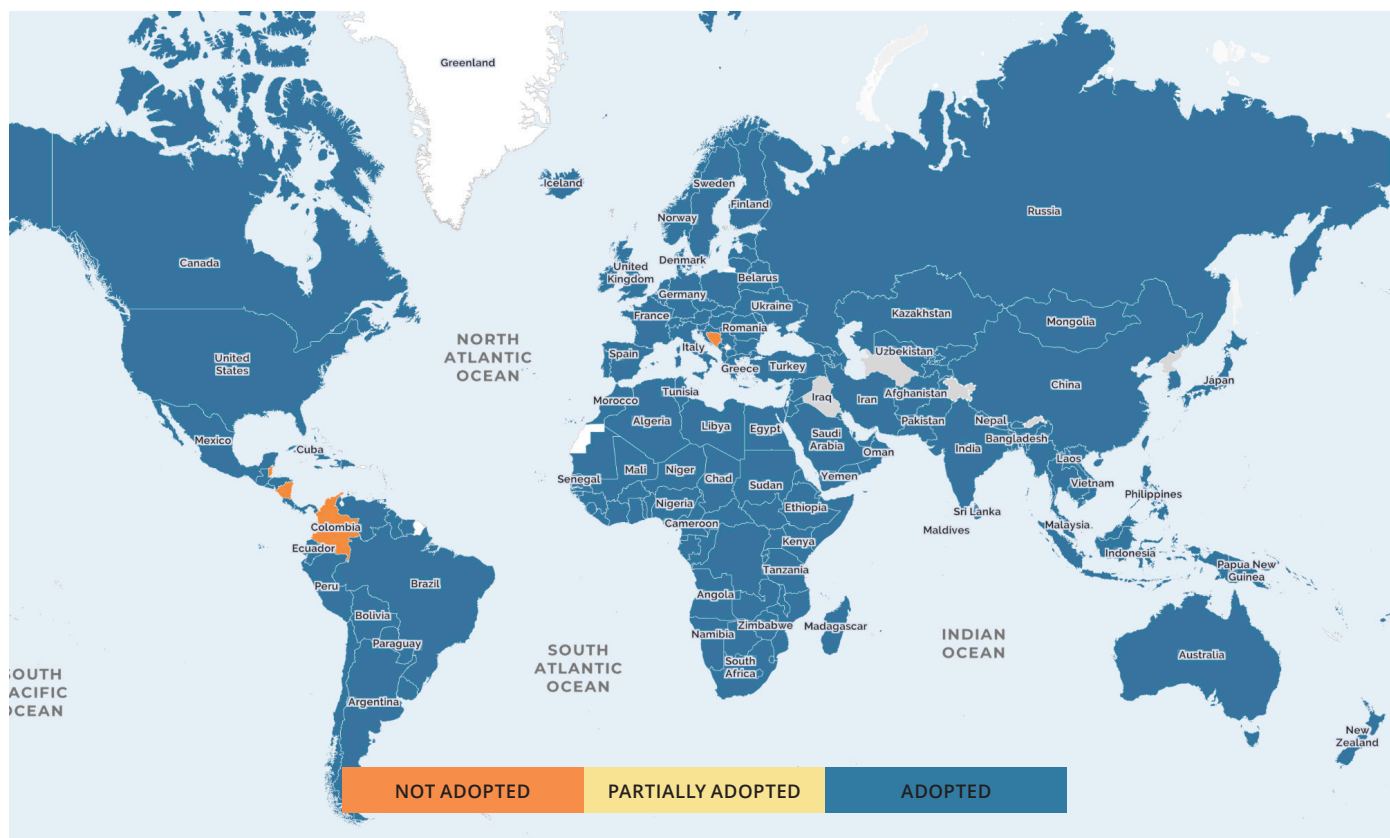 Greenland
Iceland
Sweden
Finland
Norway
Russia
Canada
United
Kingdom
Denmark
Belarus
Germany
Ukraine
France
Kazakhstan
Mongolia
Romania
NORTH
ATLANTIC
OCEAN
Italy
Spain
Greece
Turkey
Uzbekistan
United
States
China
Japan
Morocco
Tunisia
Iraq
Iran
Afghanistan
Algeria
Libya
Egypt
Pakistan
Nepal
Mexico
Saudi
Arabia
Bangladesh
India
Cuba
Oman
Laos
Mali
Niger
Chad
Yemen
Senegal
Sudan
Vietnam
Philippines
Nigeria
Ethiopia
Sri Lanka
Colombia
Cameroon
Maldives
Malaysia
Ecuador
Kenya
Indonesia
Papua New
Guinea
Tanzania
Peru
Brazil
Angola
Bolivia
Zimbabwe
Madagascar
Namibia
INDIAN
OCEAN
Paraguay
SOUTH
ATLANTIC
OCEAN
South
Africa
Australia
SOUTH
ACIFIC
OCEAN
Argentina
New
Zealand
NOT ADOPTED
PARTIALLY ADOPTED
ADOPTED